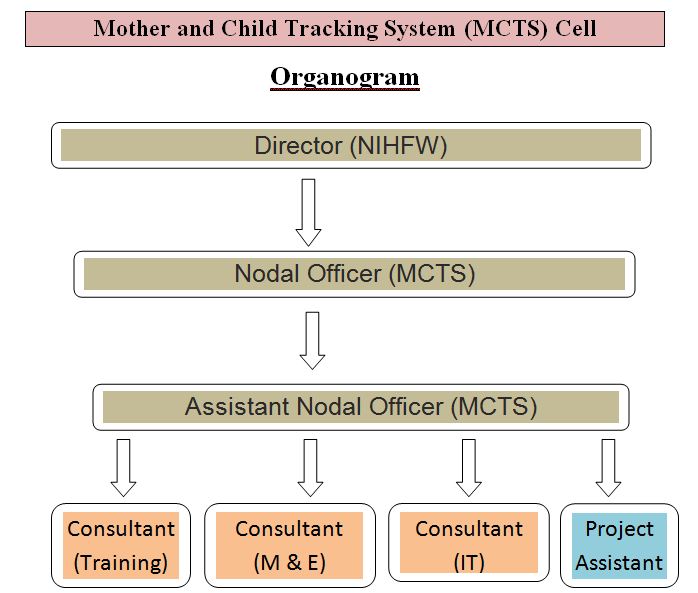 Mother and Child Tracking System (MCTS) Cell
Organogram
Director (NIHFW)
Nodal Officer (MCTS)
Assistant Nodal Officer (MCTS)
Consultant
(Training)
Consultant
(M & E)
Consultant
(IT)
Project
Assistant